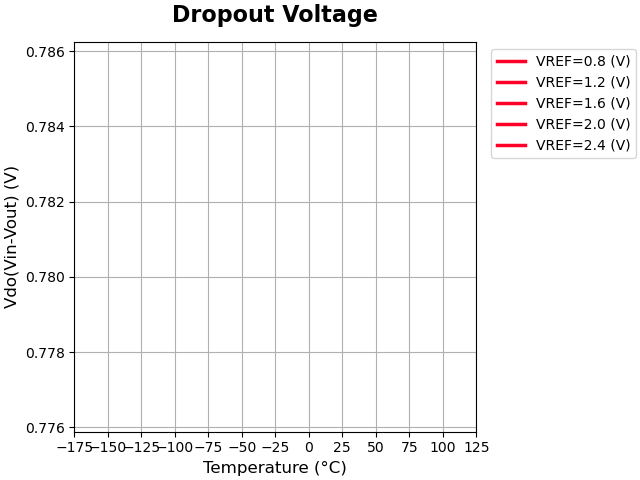 Dropout Voltage
0.786
0.784
0.782
0.780
0.778
0.776
Vdo(Vin-Vout) (V)
−175 −150 −125 −100 −75 −50 −25 0 25 50 75 100 125
Temperature (°C)
VREF=0.8 (V)
VREF=1.2 (V)
VREF=1.6 (V)
VREF=2.0 (V)
VREF=2.4 (V)